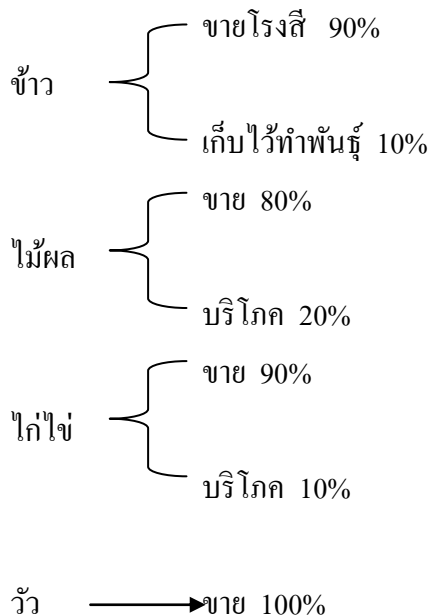 ขายโรงสี 90%
ข้าว
เก็บไว้ทำพันธุ์ 10%
ขาย 80%
ไม้ผล
บริโภค 20%
ขาย 90%
ไก่ไข่
บริโภค 10%
วัว ขาย 100%